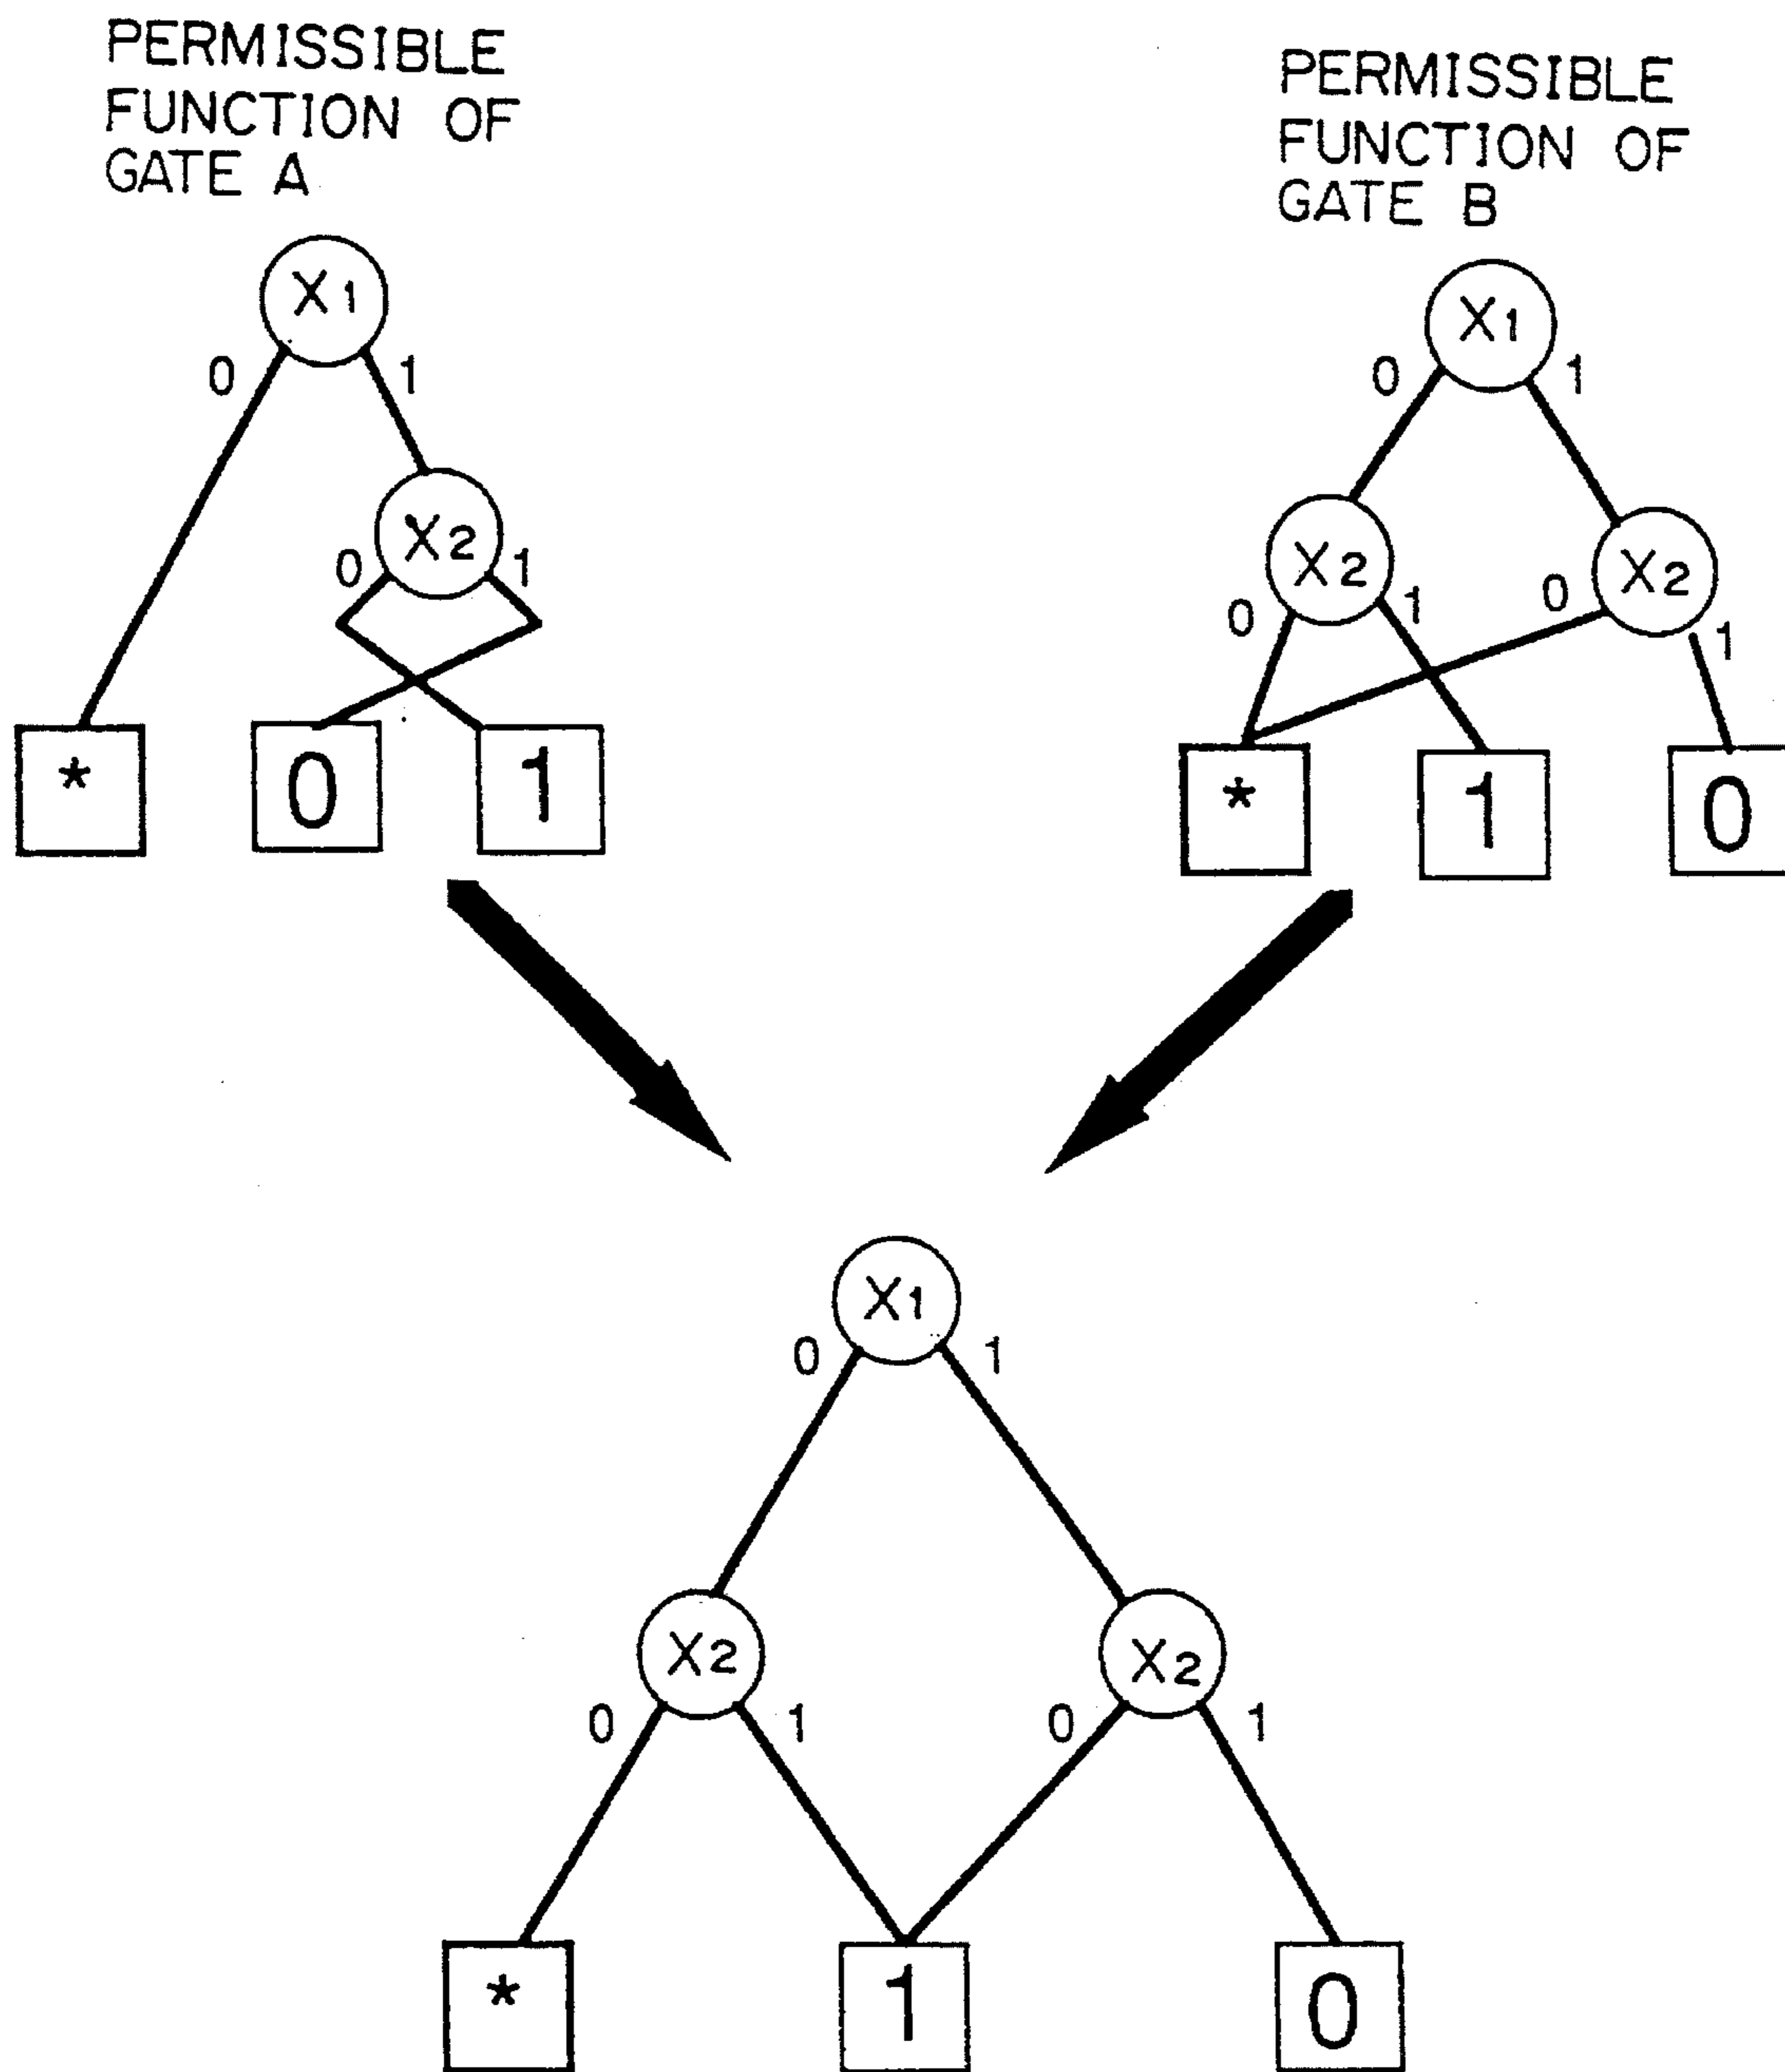 PERMISSIBLE
FUNCTION OF
GATE A
PERMISSIBLE
FUNCTION OF
GATE B
X1
0 1
X2
0 1
* 0 1
X1
0 1
X2 X2
0 1 0 1
* 1 0
X1
0 1
X2 X2
0 1 0 1
* 1 0